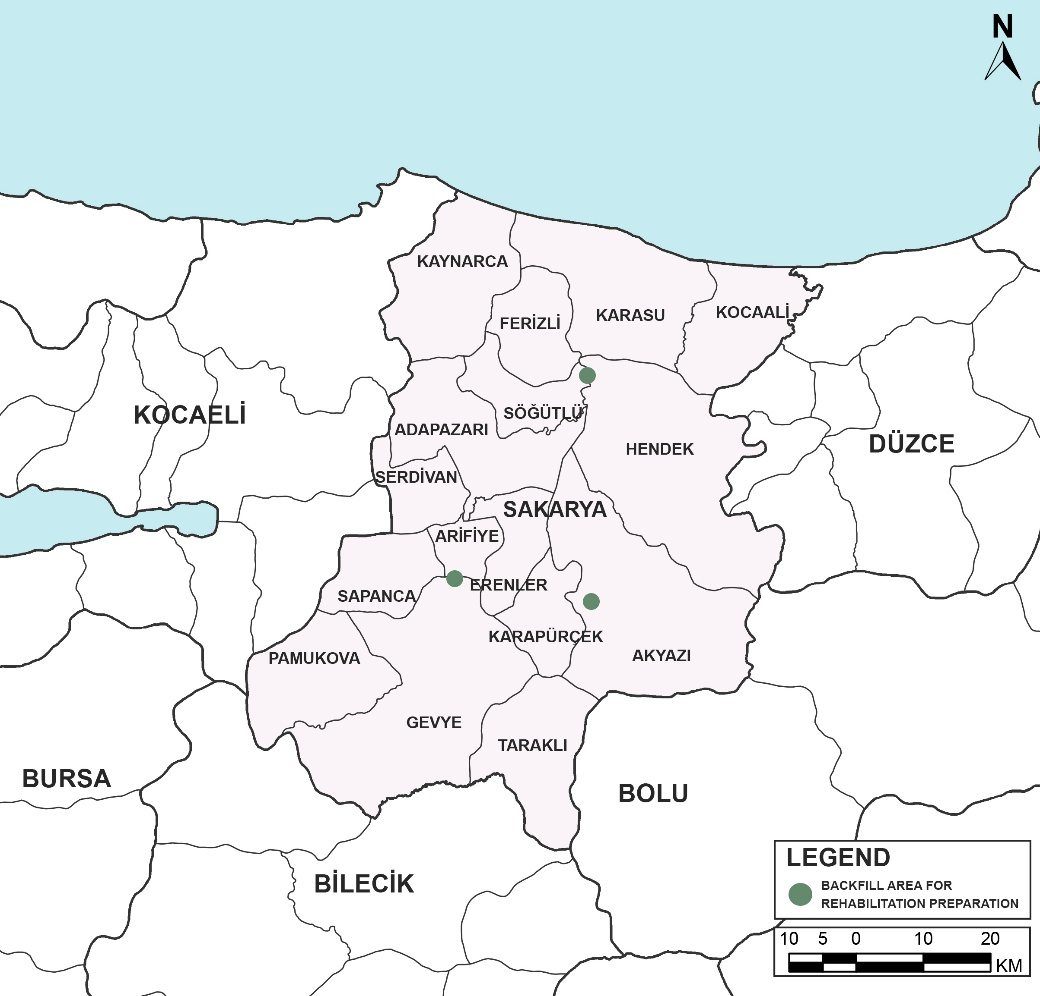 N
KAYNARCA
FERİZLİ
KARASU
KOCAALİ
KOCAELİ
SÖĞÜTLÜ
ADAPAZARI
HENDEK
DÜZCE
SERDİVAN
SAKARYA
ARİFİYE
ERENLER
SAPANCA
KARAPÜRÇEK
AKYAZI
PAMUKOVA
GEVYE
TARAKLI
BURSA
BOLU
BİLECİK
LEGEND
BACKFILL AREA FOR
REHABILITATION PREPARATION
10 5 0 10 20
KM